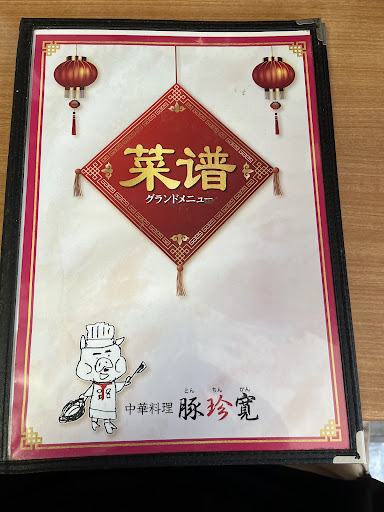 菜谱
グランドメニュー
とん ちん かん
中華料理 豚珍寛